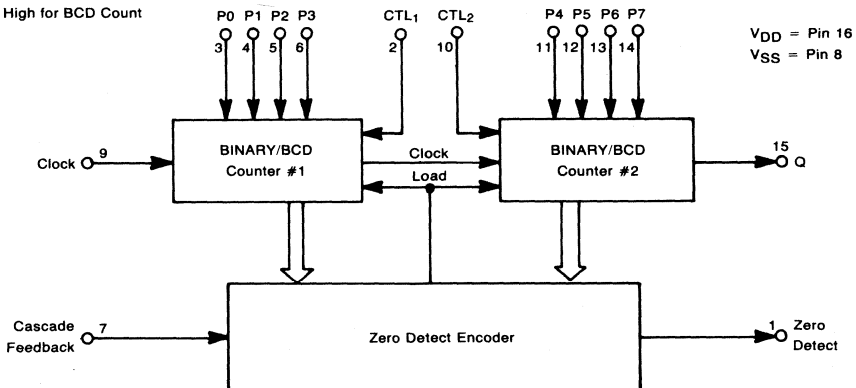 High for BCD Count
P0 P1 P2 P3
3 4 5 6
CTL1 CTL2
2 10
P4 P5 P6 P7
11 12 13 14
VDD = Pin 16
VSS = Pin 8
Clock 9
BINARY/BCD
Counter #1
Clock
Load
BINARY/BCD
Counter #2
15
Q
Cascade
Feedback
7
Zero Detect Encoder
1
Zero
Detect